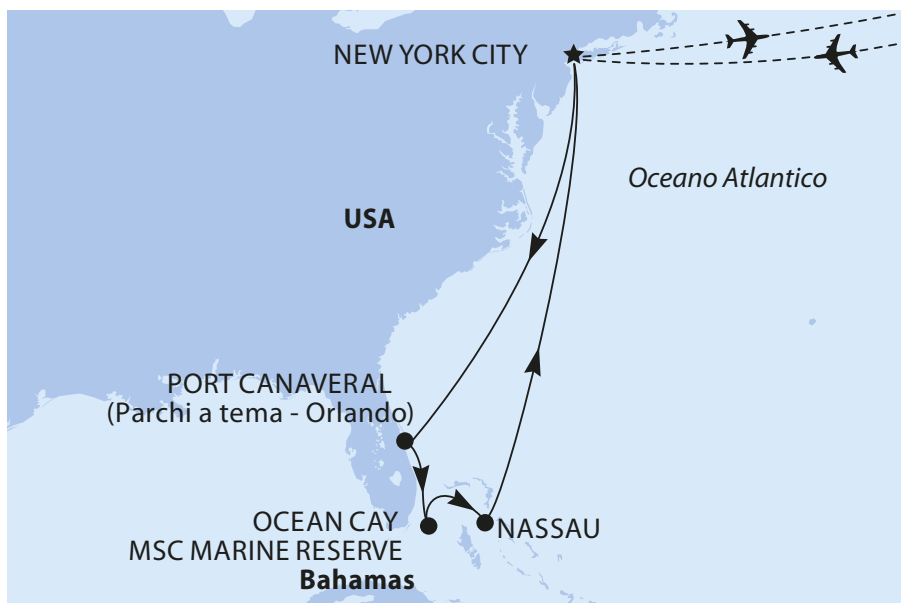 NEW YORK CITY
Oceano Atlantico
USA
PORT CANAVERAL
(Parchi a tema - Orlando)
OCEAN CAY
MSC MARINE RESERVE
NASSAU
Bahamas